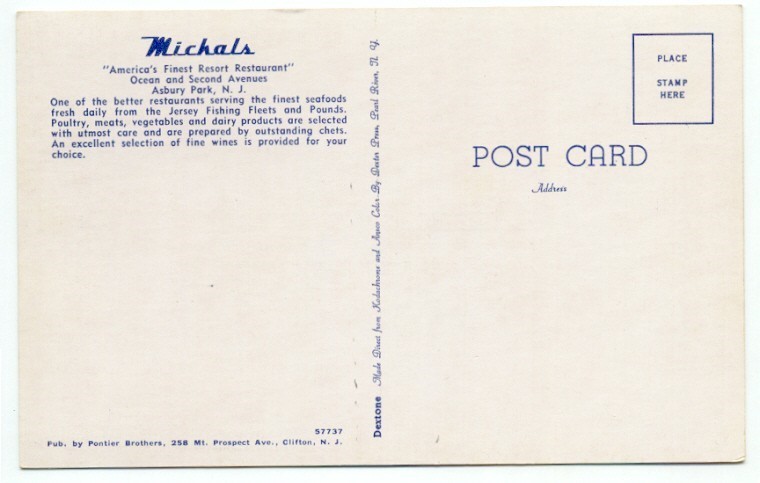 Michals
"America's Finest Resort Restaurant"
Ocean and Second Avenues
Asbury Park, N. J.
One of the better restaurants serving the finest seafoods
fresh daily from the Jersey Fishing Fleets and Pounds.
Poultry, meats, vegetables and dairy products are selected
with utmost care and are prepared by outstanding chets.
An excellent selection of fine wines is provided for your
choice.
57737
Pub. by Pontier Brothers, 258 Mt. Prospect Ave., Clifton, N. J.
Dextone Made Direct from Kodachrome and Ansco Color By Dexter Press, Pearl River, N. Y.
PLACE
STAMP
HERE
POST CARD
Address